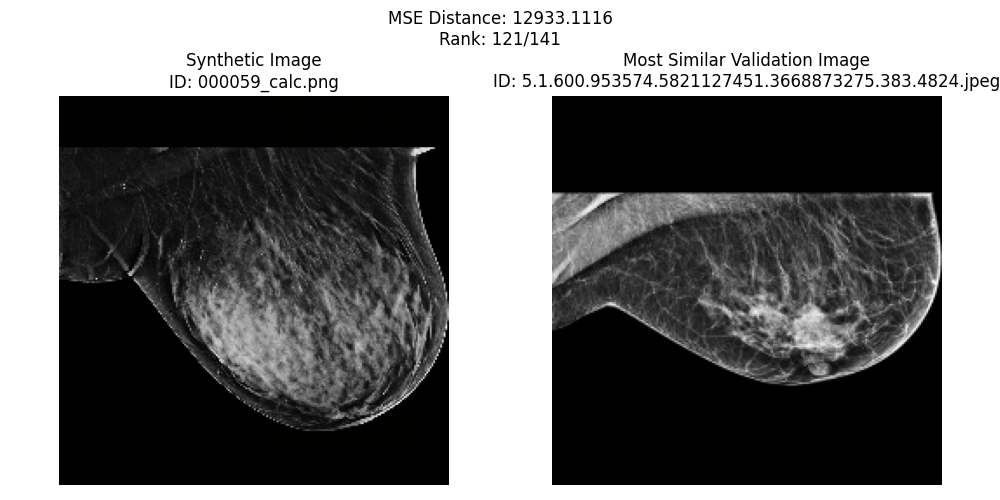 MSE Distance: 12933.1116
Rank: 121/141
Synthetic Image
ID: 000059_calc.png
Most Similar Validation Image
ID: 5.1.600.953574.5821127451.3668873275.383.4824.jpeg